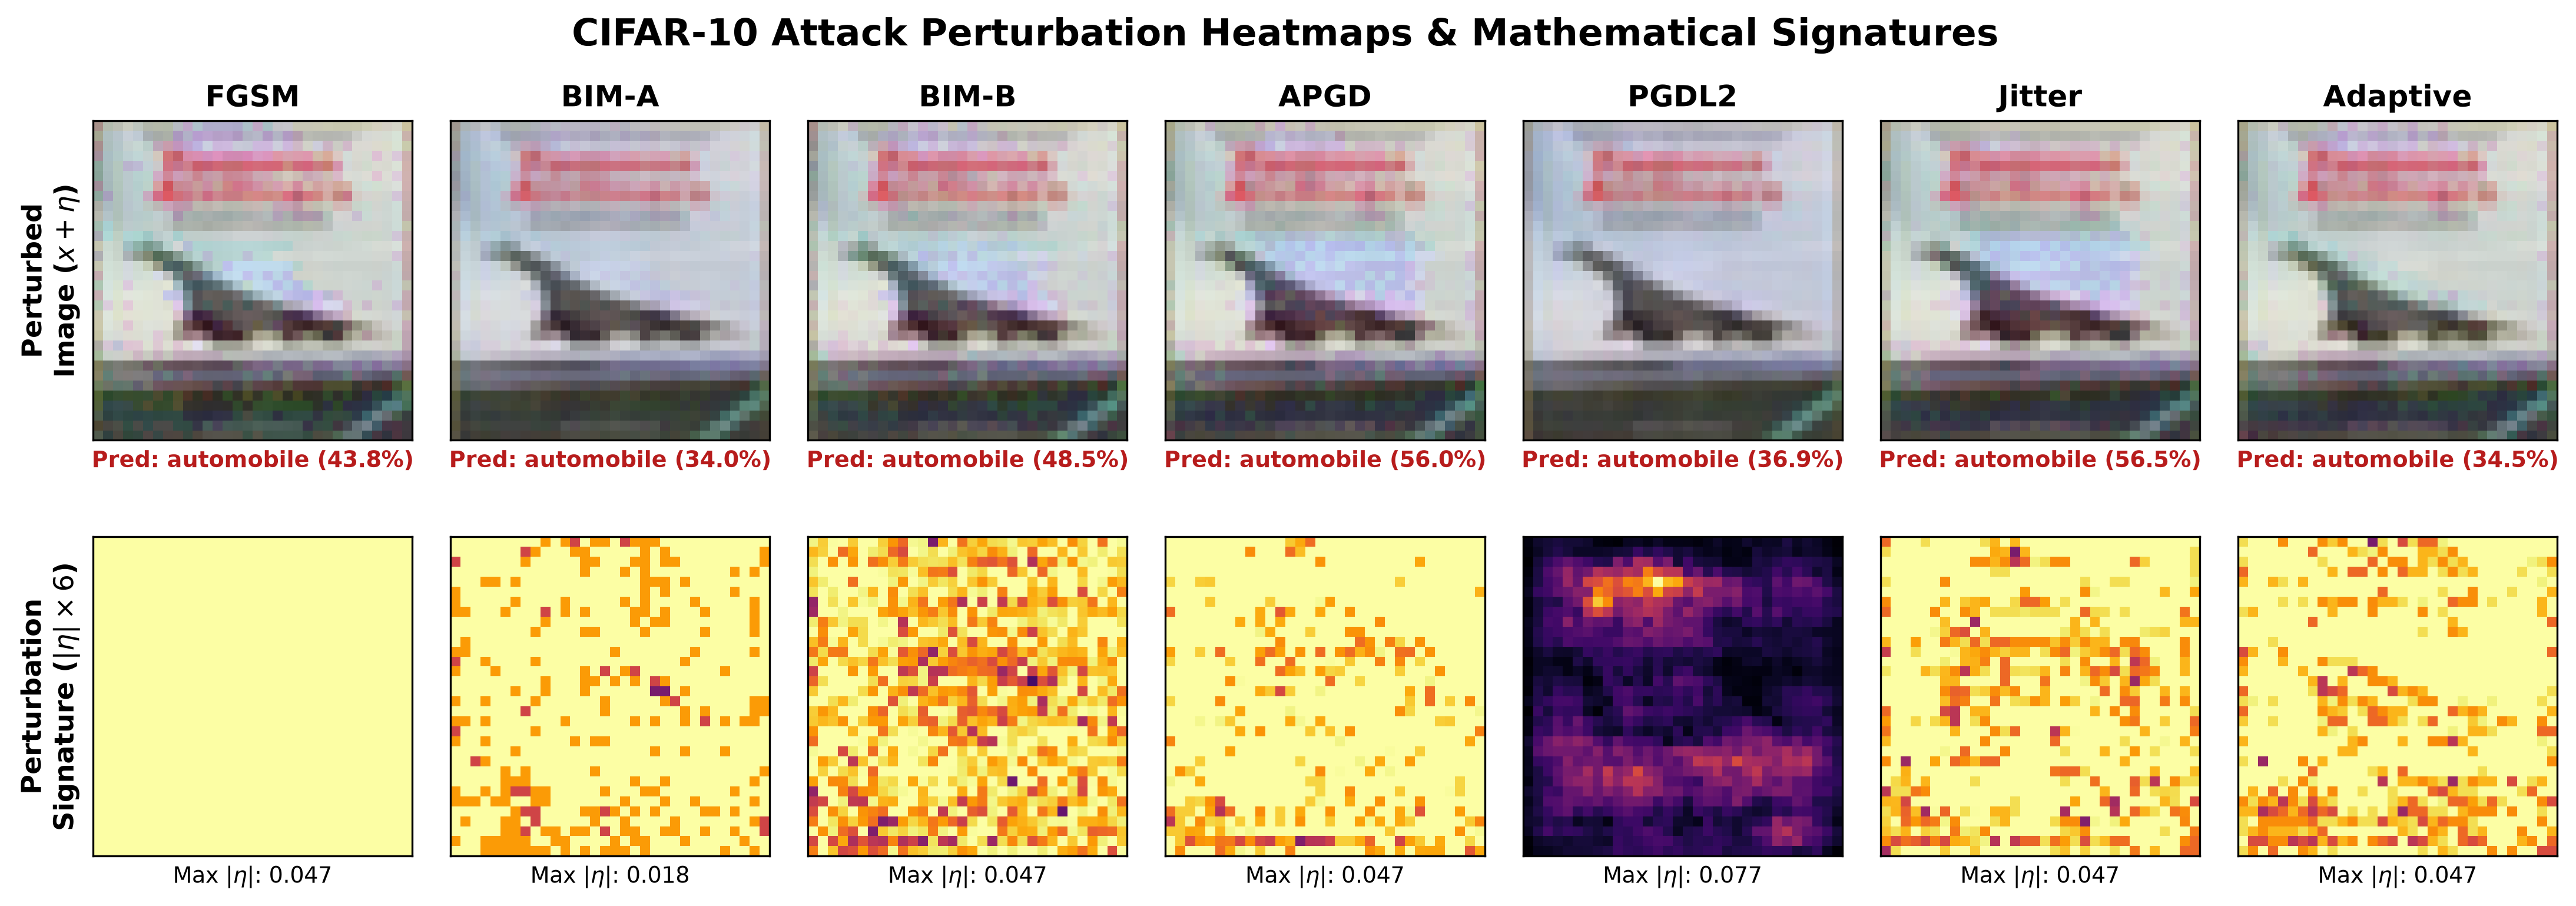 CIFAR-10 Attack Perturbation Heatmaps & Mathematical Signatures
FGSM BIM-A BIM-B APGD PGDL2 Jitter Adaptive
Perturbed
Image (x + η)
Pred: automobile (43.8%) Pred: automobile (34.0%) Pred: automobile (48.5%) Pred: automobile (56.0%) Pred: automobile (36.9%) Pred: automobile (56.5%) Pred: automobile (34.5%)
Perturbation
Signature (|η| × 6)
Max |η|: 0.047 Max |η|: 0.018 Max |η|: 0.047 Max |η|: 0.047 Max |η|: 0.077 Max |η|: 0.047 Max |η|: 0.047